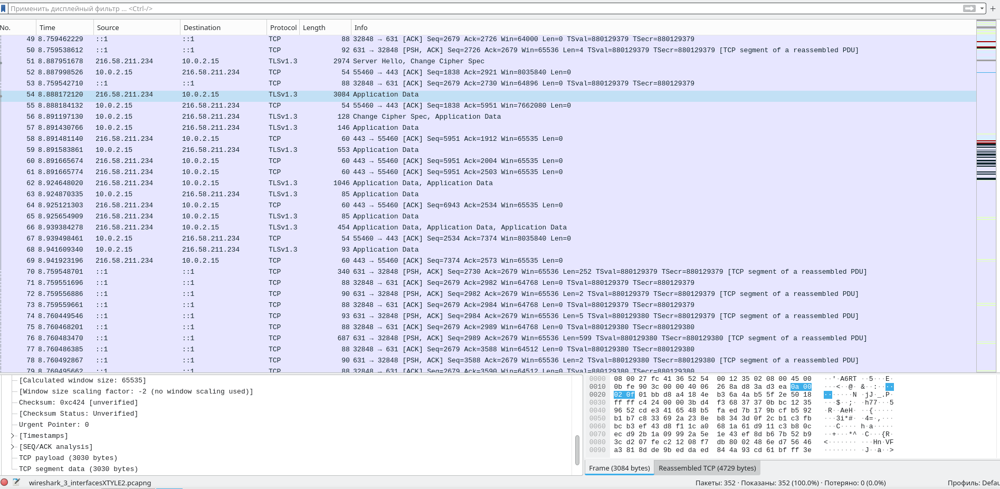 Применить дисплейный фильтр ... <Ctrl-/>
No. Time Source Destination Protocol Length Info
49 8.759462229 ::1 ::1 TCP 88 32848 → 631 [ACK] Seq=2679 Ack=2726 Win=64000 Len=0 TSval=880129379 TSecr=880129379
50 8.759538612 ::1 ::1 TCP 92 631 → 32848 [PSH, ACK] Seq=2726 Ack=2679 Win=65536 Len=4 TSval=880129379 TSecr=880129379 [TCP segment of a reassembled PDU]
51 8.887951678 216.58.211.234 10.0.2.15 TLSv1.3 2974 Server Hello, Change Cipher Spec
52 8.887998526 10.0.2.15 216.58.211.234 TCP 54 55460 → 443 [ACK] Seq=1838 Ack=2921 Win=8035840 Len=0
53 8.759542710 ::1 ::1 TCP 88 32848 → 631 [ACK] Seq=2679 Ack=2730 Win=64896 Len=0 TSval=880129379 TSecr=880129379
54 8.888172120 216.58.211.234 10.0.2.15 TLSv1.3 3084 Application Data
55 8.888184132 10.0.2.15 216.58.211.234 TCP 54 55460 → 443 [ACK] Seq=1838 Ack=5951 Win=7662080 Len=0
56 8.891197130 10.0.2.15 216.58.211.234 TLSv1.3 128 Change Cipher Spec, Application Data
57 8.891430766 10.0.2.15 216.58.211.234 TLSv1.3 146 Application Data
58 8.891481140 216.58.211.234 10.0.2.15 TCP 60 443 → 55460 [ACK] Seq=5951 Ack=1912 Win=65535 Len=0
59 8.891583861 10.0.2.15 216.58.211.234 TLSv1.3 553 Application Data
60 8.891665674 216.58.211.234 10.0.2.15 TCP 60 443 → 55460 [ACK] Seq=5951 Ack=2004 Win=65535 Len=0
61 8.891665774 216.58.211.234 10.0.2.15 TCP 60 443 → 55460 [ACK] Seq=5951 Ack=2503 Win=65535 Len=0
62 8.924648020 216.58.211.234 10.0.2.15 TLSv1.3 1046 Application Data, Application Data
63 8.924870335 10.0.2.15 216.58.211.234 TLSv1.3 85 Application Data
64 8.925121303 216.58.211.234 10.0.2.15 TCP 60 443 → 55460 [ACK] Seq=6943 Ack=2534 Win=65535 Len=0
65 8.925654909 216.58.211.234 10.0.2.15 TLSv1.3 85 Application Data
66 8.939384278 216.58.211.234 10.0.2.15 TLSv1.3 454 Application Data, Application Data, Application Data
67 8.939498461 10.0.2.15 216.58.211.234 TCP 54 55460 → 443 [ACK] Seq=2534 Ack=7374 Win=8035840 Len=0
68 8.941609340 10.0.2.15 216.58.211.234 TLSv1.3 93 Application Data
69 8.941923196 216.58.211.234 10.0.2.15 TCP 60 443 → 55460 [ACK] Seq=7374 Ack=2573 Win=65535 Len=0
70 8.759548701 ::1 ::1 TCP 340 631 → 32848 [PSH, ACK] Seq=2730 Ack=2679 Win=65536 Len=252 TSval=880129379 TSecr=880129379 [TCP segment of a reassembled PDU]
71 8.759551696 ::1 ::1 TCP 88 32848 → 631 [ACK] Seq=2679 Ack=2982 Win=64768 Len=0 TSval=880129379 TSecr=880129379
72 8.759556886 ::1 ::1 TCP 90 631 → 32848 [PSH, ACK] Seq=2982 Ack=2679 Win=65536 Len=2 TSval=880129379 TSecr=880129379 [TCP segment of a reassembled PDU]
73 8.759559661 ::1 ::1 TCP 88 32848 → 631 [ACK] Seq=2679 Ack=2984 Win=64768 Len=0 TSval=880129379 TSecr=880129379
74 8.760449546 ::1 ::1 TCP 93 631 → 32848 [PSH, ACK] Seq=2984 Ack=2679 Win=65536 Len=5 TSval=880129380 TSecr=880129379 [TCP segment of a reassembled PDU]
75 8.760468201 ::1 ::1 TCP 88 32848 → 631 [ACK] Seq=2679 Ack=2989 Win=64768 Len=0 TSval=880129380 TSecr=880129380
76 8.760483470 ::1 ::1 TCP 687 631 → 32848 [PSH, ACK] Seq=2989 Ack=2679 Win=65536 Len=599 TSval=880129380 TSecr=880129380 [TCP segment of a reassembled PDU]
77 8.760486385 ::1 ::1 TCP 88 32848 → 631 [ACK] Seq=2679 Ack=3588 Win=64512 Len=0 TSval=880129380 TSecr=880129380
78 8.760492867 ::1 ::1 TCP 90 631 → 32848 [PSH, ACK] Seq=3588 Ack=2679 Win=65536 Len=2 TSval=880129380 TSecr=880129380 [TCP segment of a reassembled PDU]
79 8.760495662 ::1 ::1 TCP 88 32848 → 631 [ACK] Seq=2679 Ack=3590 Win=64512 Len=0 TSval=880129380 TSecr=880129380
[Calculated window size: 65535]
[Window size scaling factor: -2 (no window scaling used)]
Checksum: 0xc424 [unverified]
[Checksum Status: Unverified]
Urgent Pointer: 0
[Timestamps]
[SEQ/ACK analysis]
TCP payload (3030 bytes)
TCP segment data (3030 bytes)
0000 08 00 27 fc 41 36 52 54 00 12 35 02 08 00 45 00 ··'·A6RT ··5···E·
0010 0b fe 90 3c 00 00 40 06 26 8a d8 3a d3 ea 0a 00 ···<··@· &··:····
0020 02 0f 01 bb d8 a4 18 4e b3 6a 4a b5 5f 2e 50 18 ·······N ·jJ·_.P·
0030 ff ff c4 24 00 00 3b d4 f3 68 37 37 0b bc 12 35 ···$··;· ·h77···5
0040 96 52 cd e3 41 65 48 b5 fa ed 7b 17 9b cf b5 92 ·R··AeH· ··{·····
0050 b1 b7 c8 33 69 2a 23 8e b8 34 3d 0f 2c b1 c3 fb ···3i*#· ·4=·,···
0060 bc b3 ef 43 d8 f1 1c a0 68 1a 61 d9 11 c3 b8 0c ···C···· h·a·····
0070 ec d9 2b 1a 09 99 2a 5e 1e 43 ef 8d b6 7b 52 b9 ··+···*^ ·C···{R·
0080 3c d2 07 fe c2 12 08 f7 db 80 02 48 6e d7 56 46 <······· ···Hn·VF
0090 a3 81 8d de 9b ed da ed 84 4a 93 cd 61 bf ff 3e ········ ·J··a··>
Frame (3084 bytes) Reassembled TCP (4729 bytes)
wireshark_3_interfacesXTYLE2.pcapng Пакеты: 352 · Показаны: 352 (100.0%) · Потеряно: 0 (0.0%) Профиль: Defau